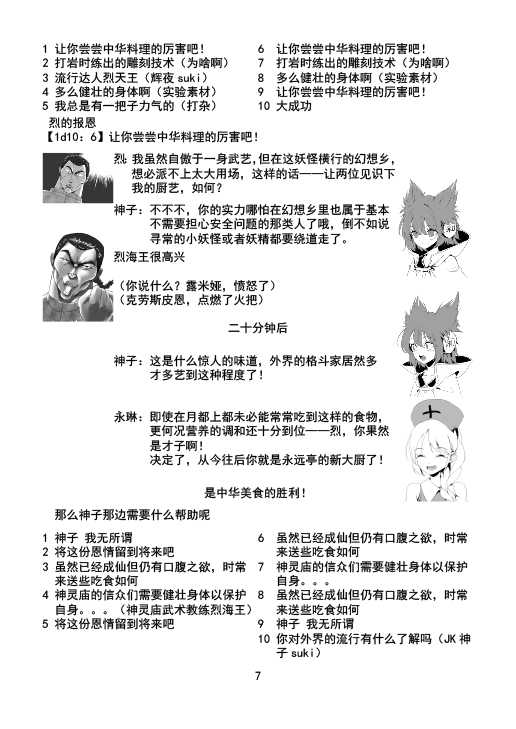 1 让你尝尝中华料理的厉害吧！
2 打岩时练出的雕刻技术（为啥啊）
3 流行达人烈天王（辉夜suki）
4 多么健壮的身体啊（实验素材）
5 我总是有一把子力气的（打杂）
6 让你尝尝中华料理的厉害吧！
7 打岩时练出的雕刻技术（为啥啊）
8 多么健壮的身体啊（实验素材）
9 让你尝尝中华料理的厉害吧！
10 大成功
烈的报恩
【1d10：6】让你尝尝中华料理的厉害吧！
烈：我虽然自傲于一身武艺，但在这妖怪横行的幻想乡，
想必派不上太大用场，这样的话——让两位见识下
我的厨艺，如何？
神子：不不不，你的实力哪怕在幻想乡里也属于基本
不需要担心安全问题的那类人了哦，倒不如说
寻常的小妖怪或者妖精都要绕道走了。
烈海王很高兴
（你说什么？露米娅，愤怒了）
（克劳斯皮恩，点燃了火把）
二十分钟后
神子：这是什么惊人的味道，外界的格斗家居然多
才多艺到这种程度了！
永琳：即使在月都上都未必能常常吃到这样的食物，
更何况营养的调和还十分到位——烈，你果然
是才子啊！
决定了，从今往后你就是永远亭的新大厨了！
是中华美食的胜利！
那么神子那边需要什么帮助呢
1 神子 我无所谓
2 将这份恩情留到将来吧
3 虽然已经成仙但仍有口腹之欲，时常
来送些吃食如何
4 神灵庙的信众们需要健壮身体以保护
自身。。。（神灵庙武术教练烈海王）
5 将这份恩情留到将来吧
6 虽然已经成仙但仍有口腹之欲，时常
来送些吃食如何
7 神灵庙的信众们需要健壮身体以保护
自身。。。
8 虽然已经成仙但仍有口腹之欲，时常
来送些吃食如何
9 神子 我无所谓
10 你对外界的流行有什么了解吗（JK神
子suki）
7